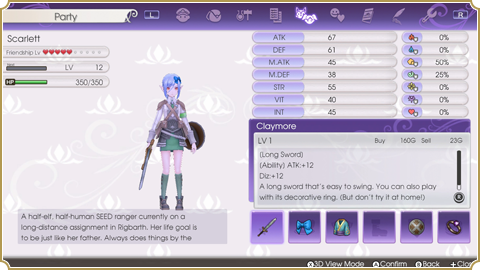 Party
L
R
Scarlett
Friendship Lv
LV 12
HP 350/350
ATK 67 0%
DEF 61 0%
M.ATK 45 50%
M.DEF 38 25%
STR 55 0%
VIT 40 0%
INT 45 0%
Claymore
LV 1 Buy 160G Sell 23G
(Long Sword)
(Ability) ATK:+12
Diz:+12
A long sword that's easy to swing. You can also play
with its decorative ring. (But don't try it at home!)
A half-elf, half-human SEED ranger currently on a
long-distance assignment in Rigbarth. Her life goal is
to be just like her father. Always does things by the
X 3D View Mode A Confirm B Back + Clo